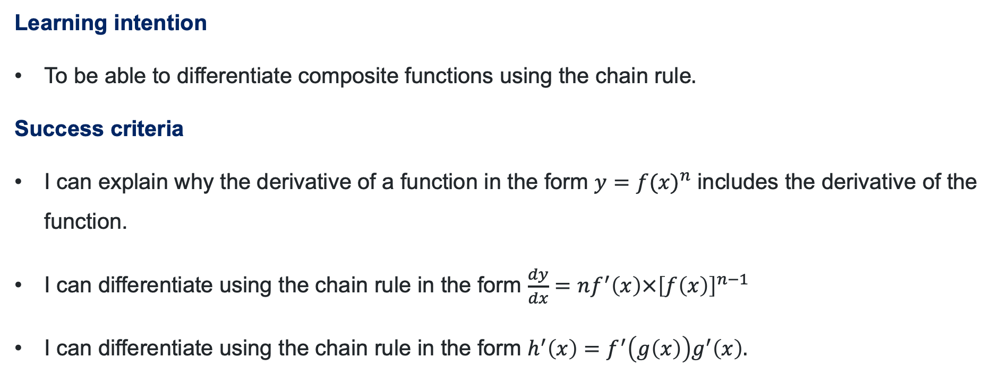 Learning intention
• To be able to differentiate composite functions using the chain rule.
Success criteria
• I can explain why the derivative of a function in the form y = f(x)ⁿ includes the derivative of the
function.
• I can differentiate using the chain rule in the form dy/dx = nf′(x)×[f(x)]ⁿ⁻¹
• I can differentiate using the chain rule in the form h′(x) = f′(g(x))g′(x).